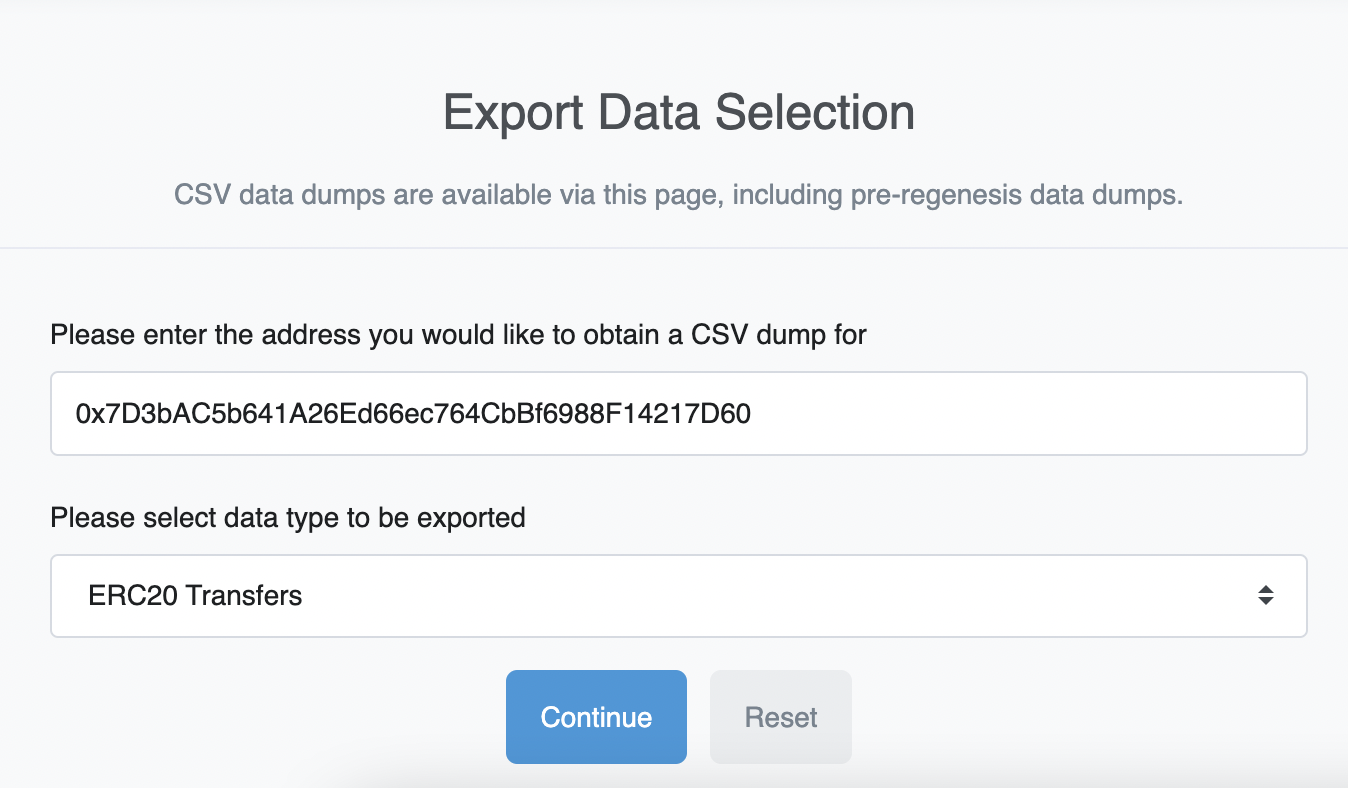 Export Data Selection
CSV data dumps are available via this page, including pre-regenesis data dumps.
Please enter the address you would like to obtain a CSV dump for
0x7D3bAC5b641A26Ed66ec764CbBf6988F14217D60
Please select data type to be exported
ERC20 Transfers
Continue
Reset